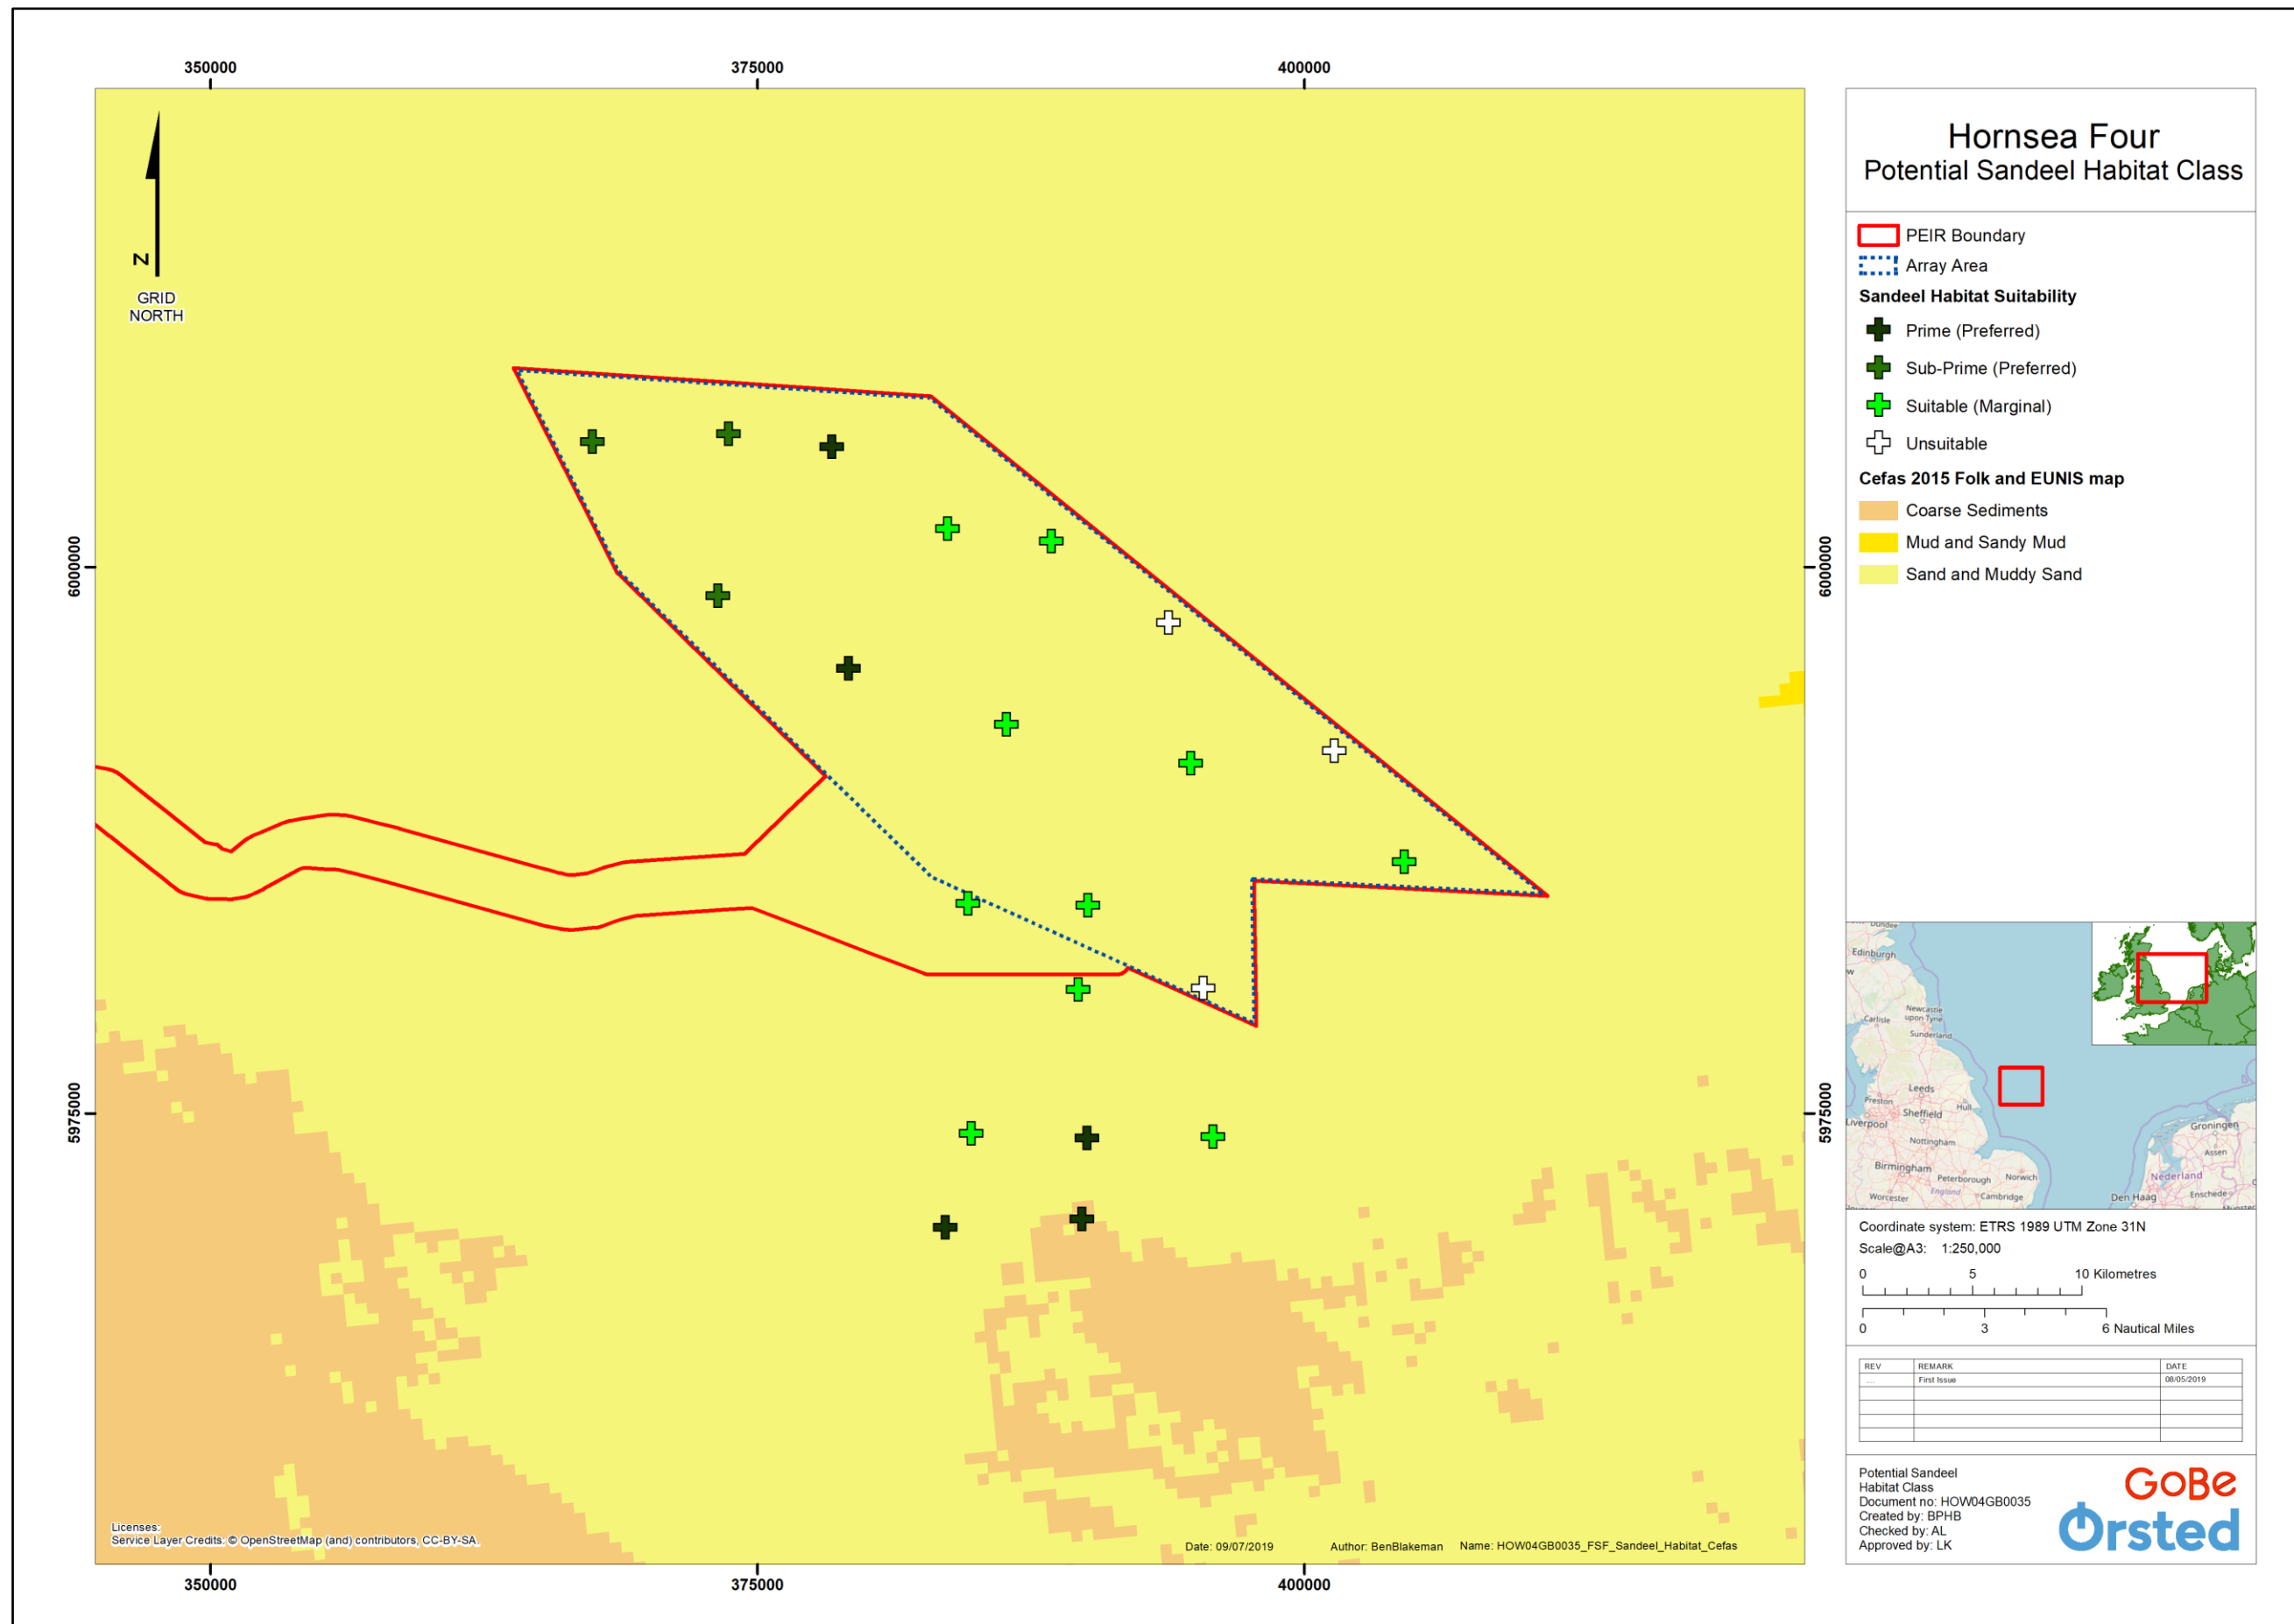 350000
375000
400000
6000000
5975000
N
GRID
NORTH
6000000
5975000
350000
375000
400000
Licenses:
Service Layer Credits: © OpenStreetMap (and) contributors, CC-BY-SA.
Date: 09/07/2019
Author: BenBlakeman
Name: HOW04GB0035_FSF_Sandeel_Habitat_Cefas
Hornsea Four
Potential Sandeel Habitat Class
PEIR Boundary
Array Area
Sandeel Habitat Suitability
Prime (Preferred)
Sub-Prime (Preferred)
Suitable (Marginal)
Unsuitable
Cefas 2015 Folk and EUNIS map
Coarse Sediments
Mud and Sandy Mud
Sand and Muddy Sand
Dundee
Edinburgh
Newcastle
upon Tyne
Carlisle
Sunderland
Leeds
Preston
Hull
Sheffield
Liverpool
Nottingham
Birmingham
Peterborough
Norwich
England
Worcester
Cambridge
Groningen
Assen
Nederland
Den Haag
Enschede
Coordinate system: ETRS 1989 UTM Zone 31N
Scale@A3: 1:250,000
0 5 10 Kilometres
0 3 6 Nautical Miles
REV REMARK DATE
.... First Issue 08/05/2019
Potential Sandeel
Habitat Class
Document no: HOW04GB0035
Created by: BPHB
Checked by: AL
Approved by: LK
GoBe
Orsted